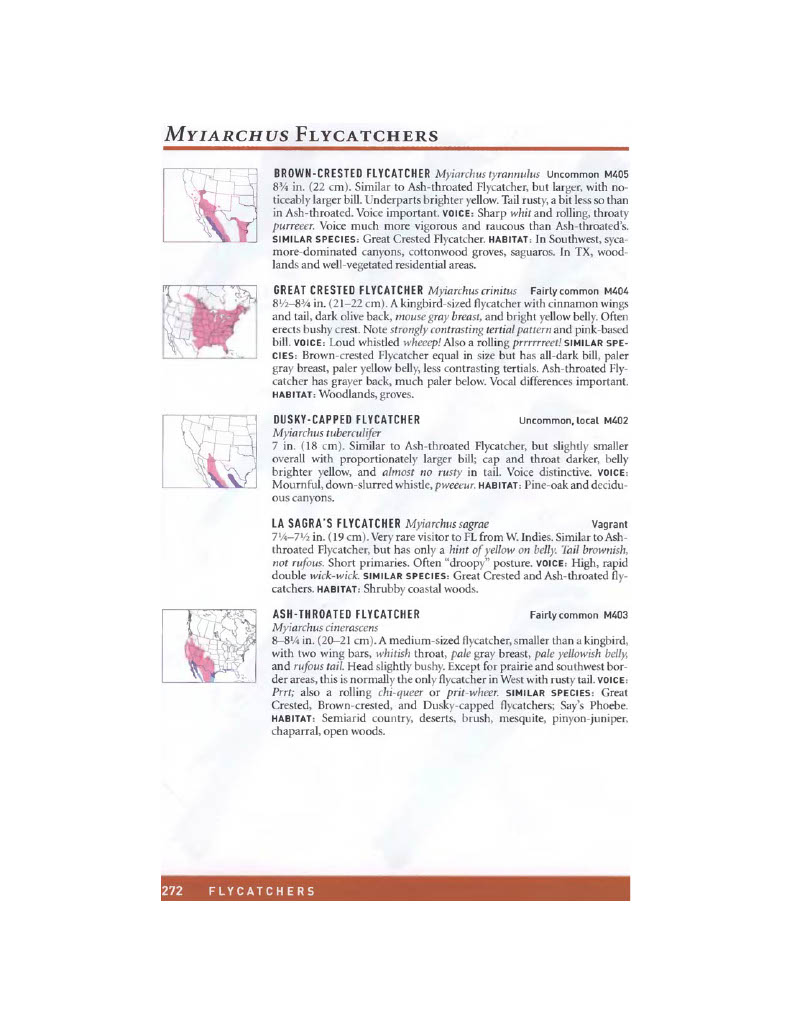 MYIARCHUS FLYCATCHERS
BROWN-CRESTED FLYCATCHER Myiarchus tyrannulus Uncommon M405
8¾ in. (22 cm). Similar to Ash-throated Flycatcher, but larger, with no-
ticeably larger bill. Underparts brighter yellow. Tail rusty, a bit less so than
in Ash-throated. Voice important. VOICE: Sharp whit and rolling, throaty
purreeer. Voice much more vigorous and raucous than Ash-throated's.
SIMILAR SPECIES: Great Crested Flycatcher. HABITAT: In Southwest, syca-
more-dominated canyons, cottonwood groves, saguaros. In TX, wood-
lands and well-vegetated residential areas.
GREAT CRESTED FLYCATCHER Myiarchus crinitus Fairly common M404
8½–8¾ in. (21–22 cm). A kingbird-sized flycatcher with cinnamon wings
and tail, dark olive back, mouse gray breast, and bright yellow belly. Often
erects bushy crest. Note strongly contrasting tertial pattern and pink-based
bill. VOICE: Loud whistled wheeep! Also a rolling prrrrreet! SIMILAR SPE-
CIES: Brown-crested Flycatcher equal in size but has all-dark bill, paler
gray breast, paler yellow belly, less contrasting tertials. Ash-throated Fly-
catcher has grayer back, much paler below. Vocal differences important.
HABITAT: Woodlands, groves.
DUSKY-CAPPED FLYCATCHER Uncommon, local M402
Myiarchus tuberculifer
7 in. (18 cm). Similar to Ash-throated Flycatcher, but slightly smaller
overall with proportionately larger bill; cap and throat darker, belly
brighter yellow, and almost no rusty in tail. Voice distinctive. VOICE:
Mournful, down-slurred whistle, pweeeur. HABITAT: Pine-oak and decidu-
ous canyons.
LA SAGRA'S FLYCATCHER Myiarchus sagrae Vagrant
7¼–7½ in. (19 cm). Very rare visitor to FL from W. Indies. Similar to Ash-
throated Flycatcher, but has only a hint of yellow on belly. Tail brownish,
not rufous. Short primaries. Often "droopy" posture. VOICE: High, rapid
double wick-wick. SIMILAR SPECIES: Great Crested and Ash-throated fly-
catchers. HABITAT: Shrubby coastal woods.
ASH-THROATED FLYCATCHER Fairly common M403
Myiarchus cinerascens
8–8¼ in. (20–21 cm). A medium-sized flycatcher, smaller than a kingbird,
with two wing bars, whitish throat, pale gray breast, pale yellowish belly,
and rufous tail. Head slightly bushy. Except for prairie and southwest bor-
der areas, this is normally the only flycatcher in West with rusty tail. VOICE:
Prrt; also a rolling chi-queer or prit-wheer. SIMILAR SPECIES: Great
Crested, Brown-crested, and Dusky-capped flycatchers; Say's Phoebe.
HABITAT: Semiarid country, deserts, brush, mesquite, pinyon-juniper,
chaparral, open woods.
272 FLYCATCHERS